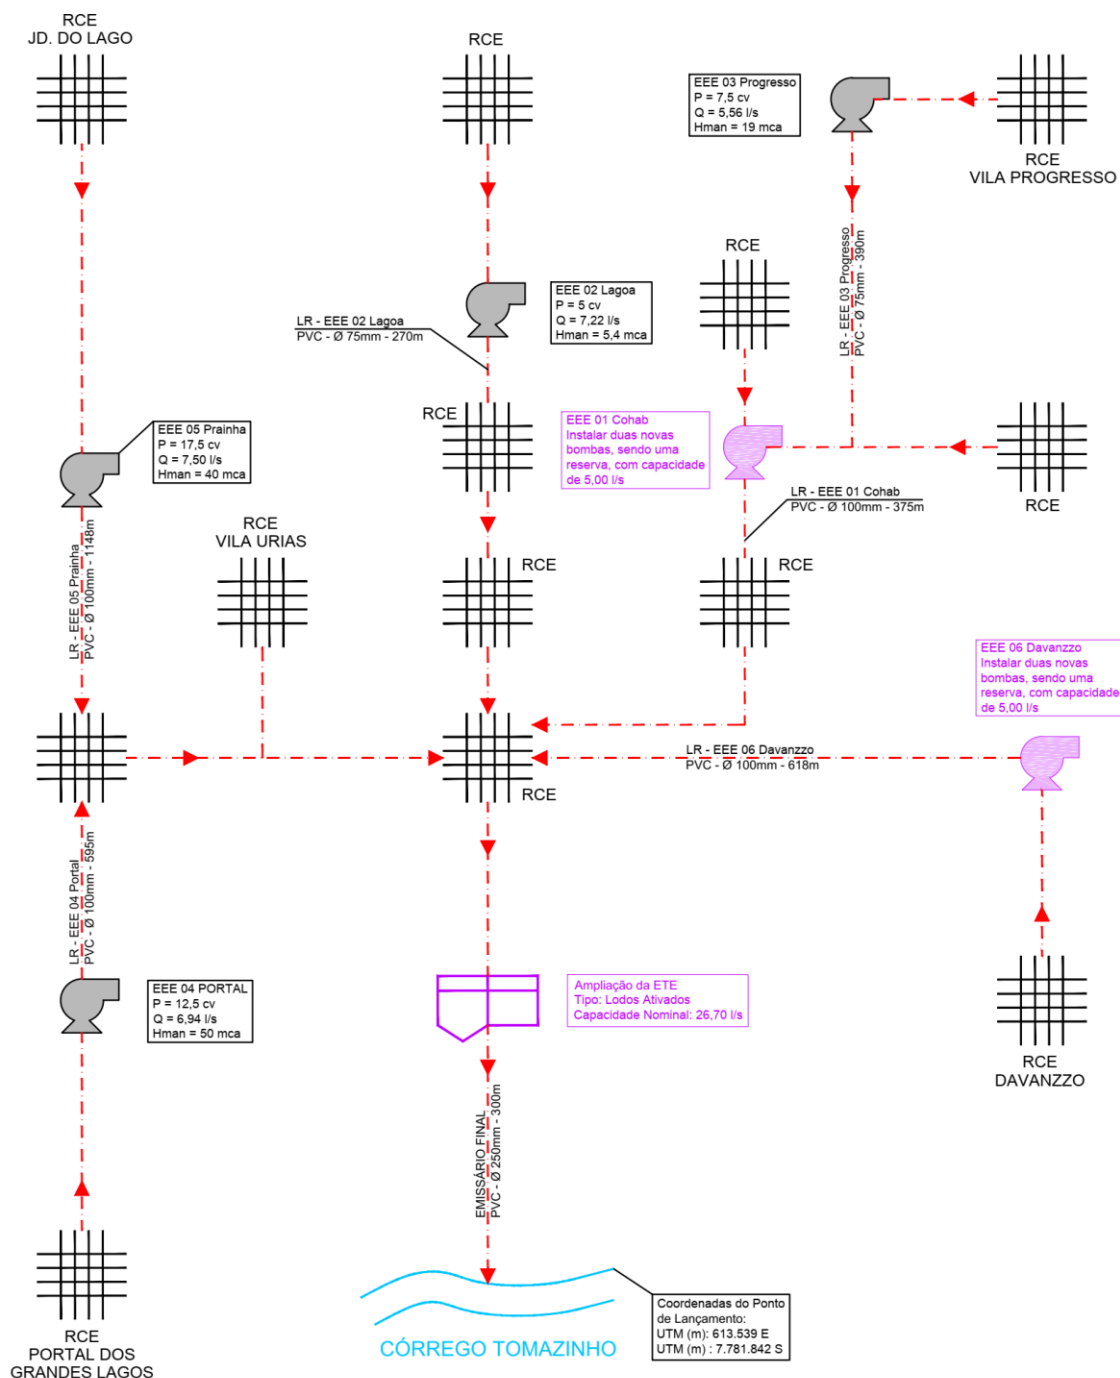 RCE
JD. DO LAGO
RCE
EEE 03 Progresso
P = 7,5 cv
Q = 5,56 l/s
Hman = 19 mca
RCE
VILA PROGRESSO
LR - EEE 03 Progresso
PVC - Ø 75mm - 390m
RCE
EEE 02 Lagoa
P = 5 cv
Q = 7,22 l/s
Hman = 5,4 mca
LR - EEE 02 Lagoa
PVC - Ø 75mm - 270m
RCE
EEE 01 Cohab
Instalar duas novas
bombas, sendo uma
reserva, com capacidade
de 5,00 l/s
EEE 05 Prainha
P = 17,5 cv
Q = 7,50 l/s
Hman = 40 mca
LR - EEE 01 Cohab
PVC - Ø 100mm - 375m
RCE
RCE
VILA URIAS
LR - EEE 05 Prainha
PVC - Ø 100mm - 1148m
RCE
RCE
EEE 06 Davanzzo
Instalar duas novas
bombas, sendo uma
reserva, com capacidade
de 5,00 l/s
LR - EEE 06 Davanzzo
PVC - Ø 100mm - 618m
RCE
LR - EEE 04 Portal
PVC - Ø 100mm - 595m
EEE 04 PORTAL
P = 12,5 cv
Q = 6,94 l/s
Hman = 50 mca
Ampliação da ETE
Tipo: Lodos Ativados
Capacidade Nominal: 26,70 l/s
RCE
DAVANZZO
EMISSÁRIO FINAL
PVC - Ø 250mm - 300m
RCE
PORTAL DOS
GRANDES LAGOS
CÓRREGO TOMAZINHO
Coordenadas do Ponto
de Lançamento:
UTM (m): 613.539 E
UTM (m) : 7.781.842 S